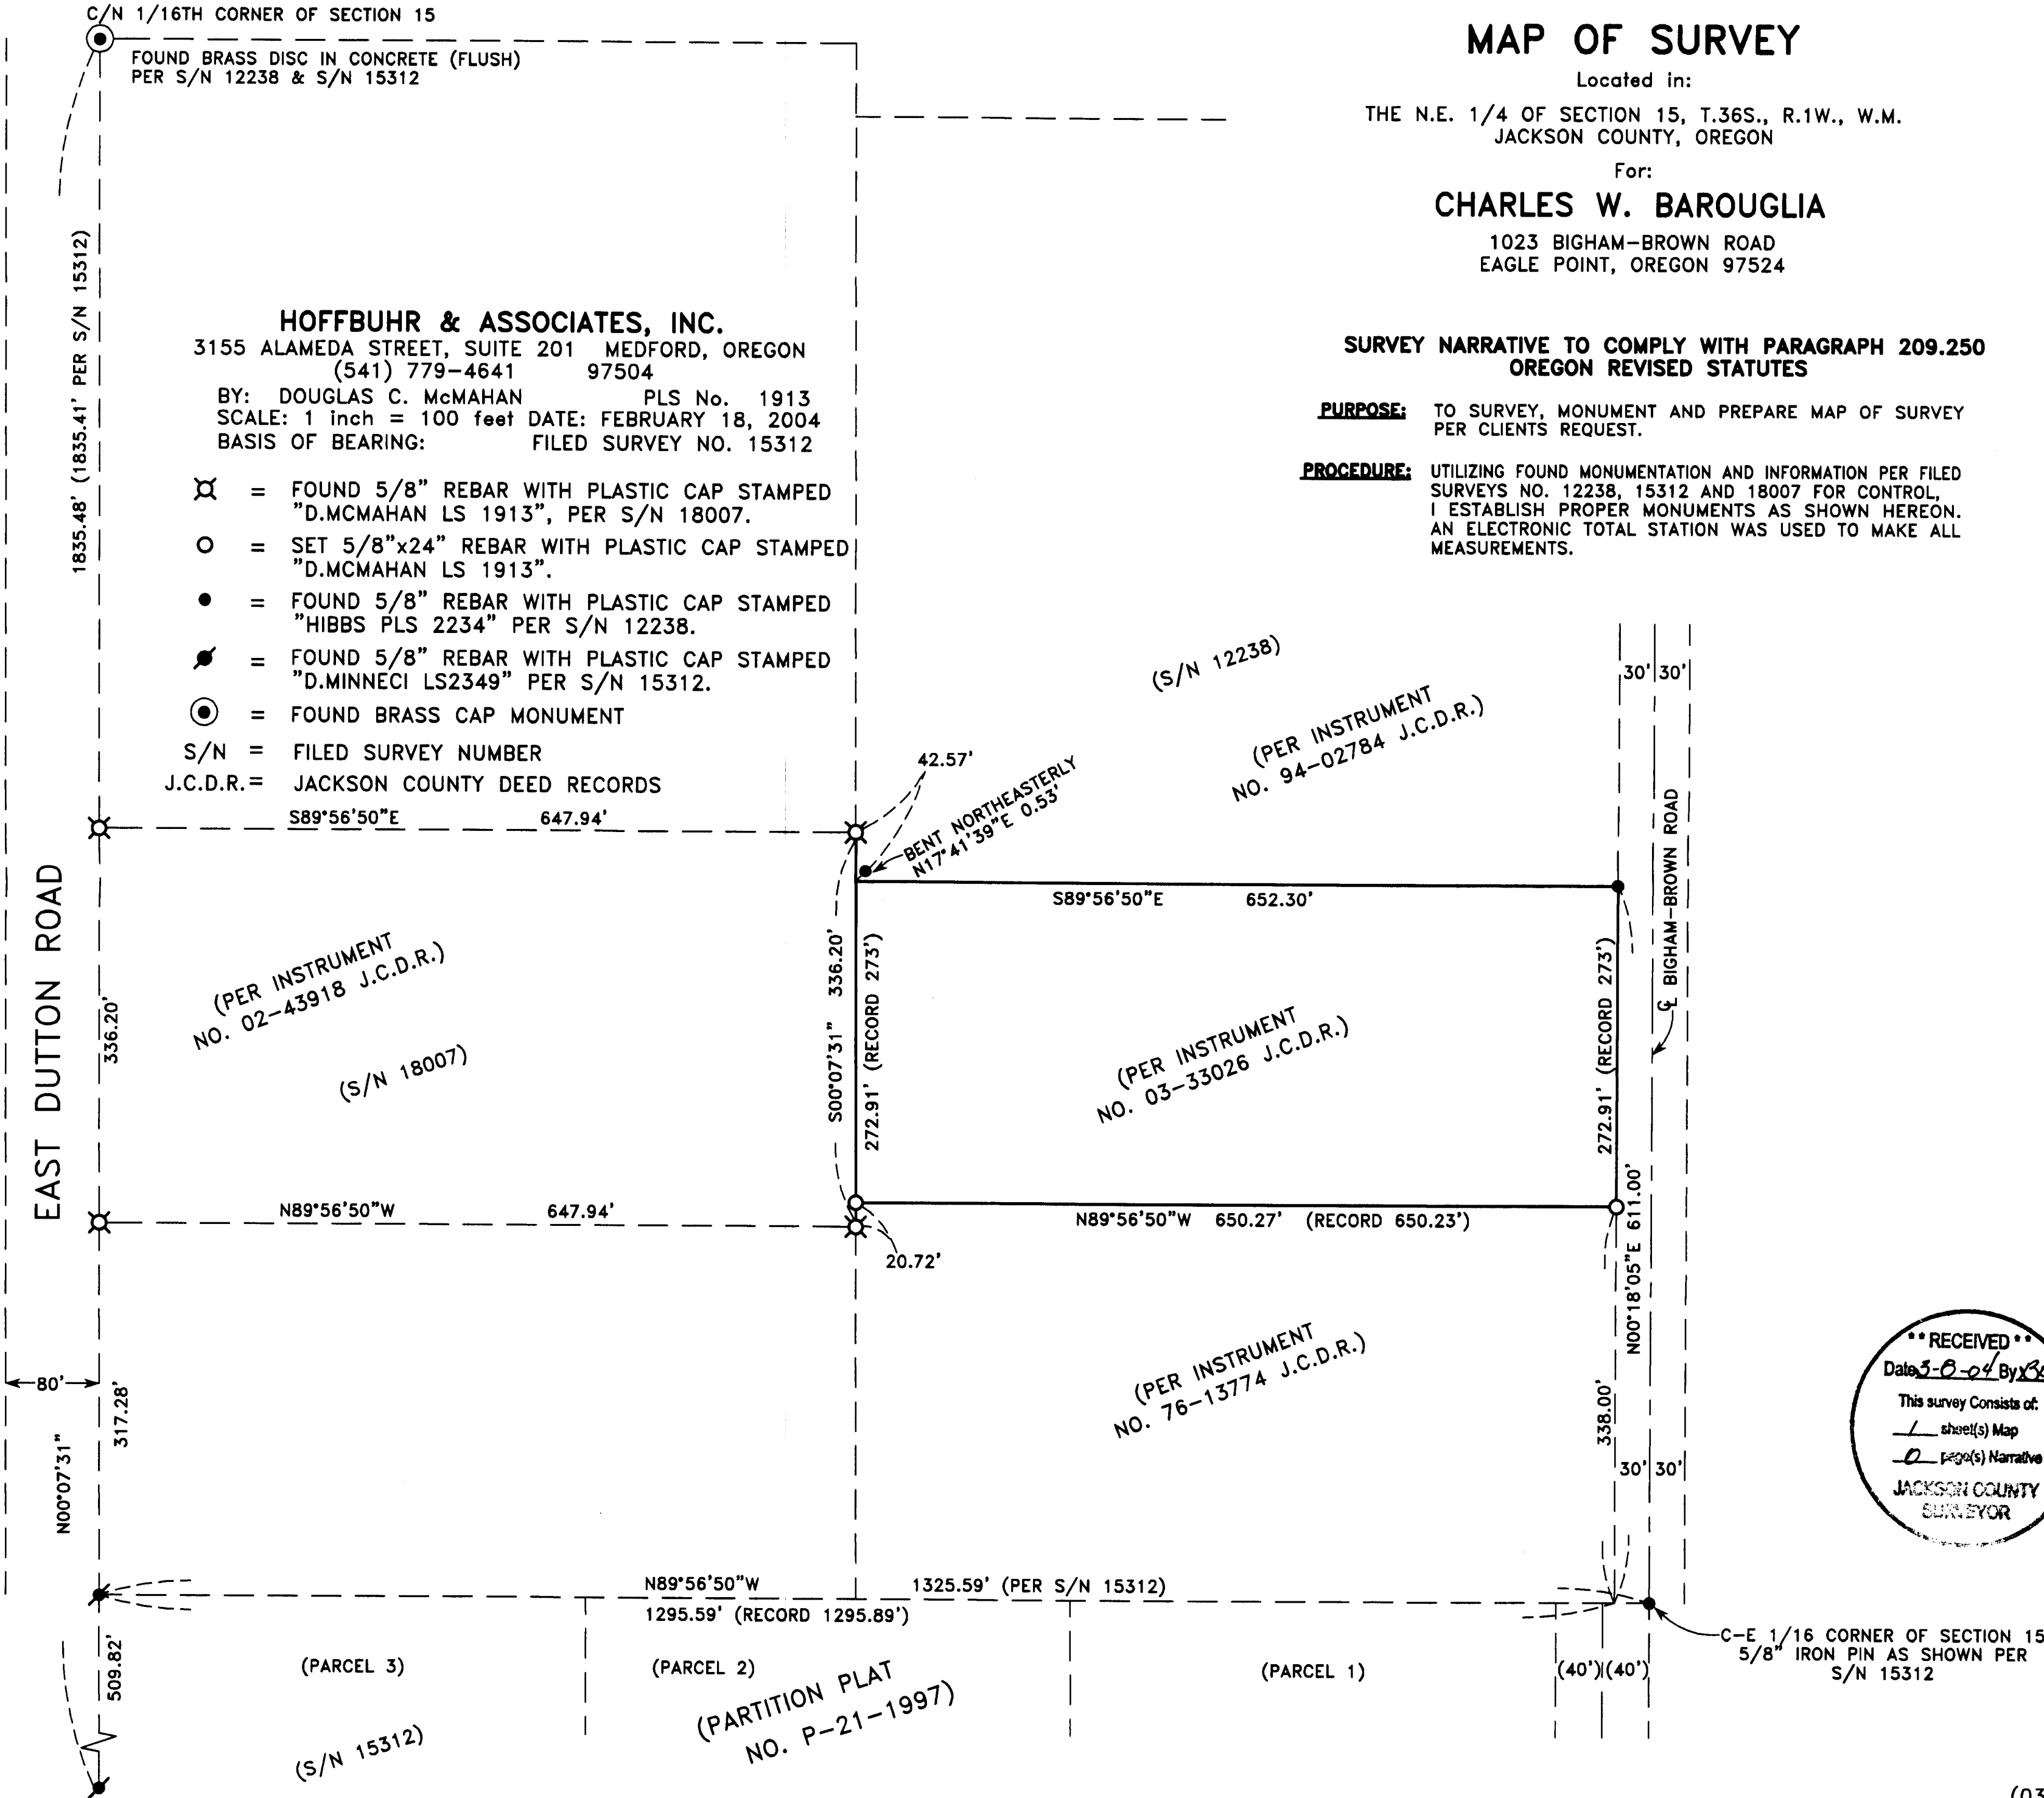 C/N 1/16TH CORNER OF SECTION 15
FOUND BRASS DISC IN CONCRETE (FLUSH)
PER S/N 12238 & S/N 15312
MAP OF SURVEY
Located in:
THE N.E. 1/4 OF SECTION 15, T.36S., R.1W., W.M.
JACKSON COUNTY, OREGON
For:
CHARLES W. BAROUGLIA
1023 BIGHAM-BROWN ROAD
EAGLE POINT, OREGON 97524
SURVEY NARRATIVE TO COMPLY WITH PARAGRAPH 209.250
OREGON REVISED STATUTES
PURPOSE: TO SURVEY, MONUMENT AND PREPARE MAP OF SURVEY
PER CLIENTS REQUEST.
PROCEDURE: UTILIZING FOUND MONUMENTATION AND INFORMATION PER FILED
SURVEYS NO. 12238, 15312 AND 18007 FOR CONTROL,
I ESTABLISH PROPER MONUMENTS AS SHOWN HEREON.
AN ELECTRONIC TOTAL STATION WAS USED TO MAKE ALL
MEASUREMENTS.
1835.48' (1835.41' PER S/N 15312)
HOFFBUHR & ASSOCIATES, INC.
3155 ALAMEDA STREET, SUITE 201 MEDFORD, OREGON
(541) 779-4641 97504
BY: DOUGLAS C. McMAHAN PLS No. 1913
SCALE: 1 inch = 100 feet DATE: FEBRUARY 18, 2004
BASIS OF BEARING: FILED SURVEY NO. 15312
= FOUND 5/8" REBAR WITH PLASTIC CAP STAMPED
"D.MCMAHAN LS 1913", PER S/N 18007.
= SET 5/8"x24" REBAR WITH PLASTIC CAP STAMPED
"D.MCMAHAN LS 1913".
= FOUND 5/8" REBAR WITH PLASTIC CAP STAMPED
"HIBBS PLS 2234" PER S/N 12238.
= FOUND 5/8" REBAR WITH PLASTIC CAP STAMPED
"D.MINNECI LS2349" PER S/N 15312.
= FOUND BRASS CAP MONUMENT
S/N = FILED SURVEY NUMBER
J.C.D.R.= JACKSON COUNTY DEED RECORDS
(S/N 12238)
(PER INSTRUMENT
NO. 94-02784 J.C.D.R.)
30' 30'
42.57'
BENT NORTHEASTERLY
N17°41'39"E 0.53'
S89°56'50"E 647.94'
S89°56'50"E 652.30'
℄ BIGHAM-BROWN ROAD
EAST DUTTON ROAD
336.20'
(PER INSTRUMENT
NO. 02-43918 J.C.D.R.)
(S/N 18007)
S00°07'31" 336.20'
272.91' (RECORD 273')
(PER INSTRUMENT
NO. 03-33026 J.C.D.R.)
272.91' (RECORD 273')
N89°56'50"W 647.94'
N89°56'50"W 650.27' (RECORD 650.23')
20.72'
N00°18'05"E 611.00'
(PER INSTRUMENT
NO. 76-13774 J.C.D.R.)
338.00'
30' 30'
80'
317.28'
N00°07'31"
** RECEIVED **
Date 3-8-04 By
This survey Consists of:
1 sheet(s) Map
0 page(s) Narrative
JACKSON COUNTY
SURVEYOR
N89°56'50"W 1325.59' (PER S/N 15312)
1295.59' (RECORD 1295.89')
509.82'
(PARCEL 3) (PARCEL 2) (PARCEL 1)
(40') (40')
C-E 1/16 CORNER OF SECTION 15
5/8" IRON PIN AS SHOWN PER
S/N 15312
(PARTITION PLAT
NO. P-21-1997)
(S/N 15312)
(03